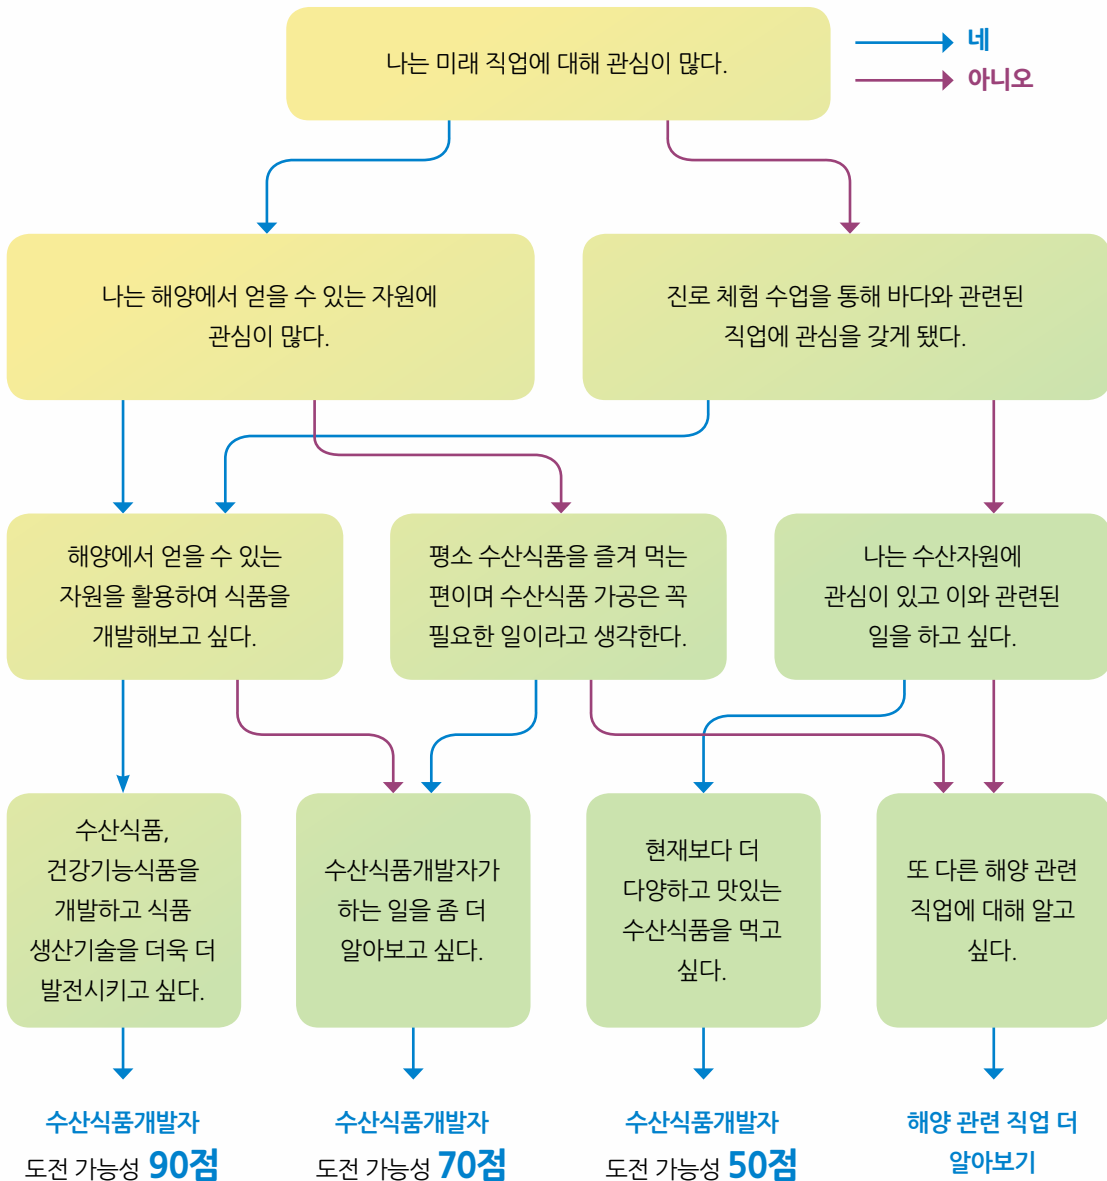 나는 미래 직업에 대해 관심이 많다.
네
아니오
나는 해양에서 얻을 수 있는 자원에
관심이 많다.
진로 체험 수업을 통해 바다와 관련된
직업에 관심을 갖게 됐다.
해양에서 얻을 수 있는
자원을 활용하여 식품을
개발해보고 싶다.
평소 수산식품을 즐겨 먹는
편이며 수산식품 가공은 꼭
필요한 일이라고 생각한다.
나는 수산자원에
관심이 있고 이와 관련된
일을 하고 싶다.
수산식품,
건강기능식품을
개발하고 식품
생산기술을 더욱 더
발전시키고 싶다.
수산식품개발자가
하는 일을 좀 더
알아보고 싶다.
현재보다 더
다양하고 맛있는
수산식품을 먹고
싶다.
또 다른 해양 관련
직업에 대해 알고
싶다.
수산식품개발자
도전 가능성 90점
수산식품개발자
도전 가능성 70점
수산식품개발자
도전 가능성 50점
해양 관련 직업 더
알아보기